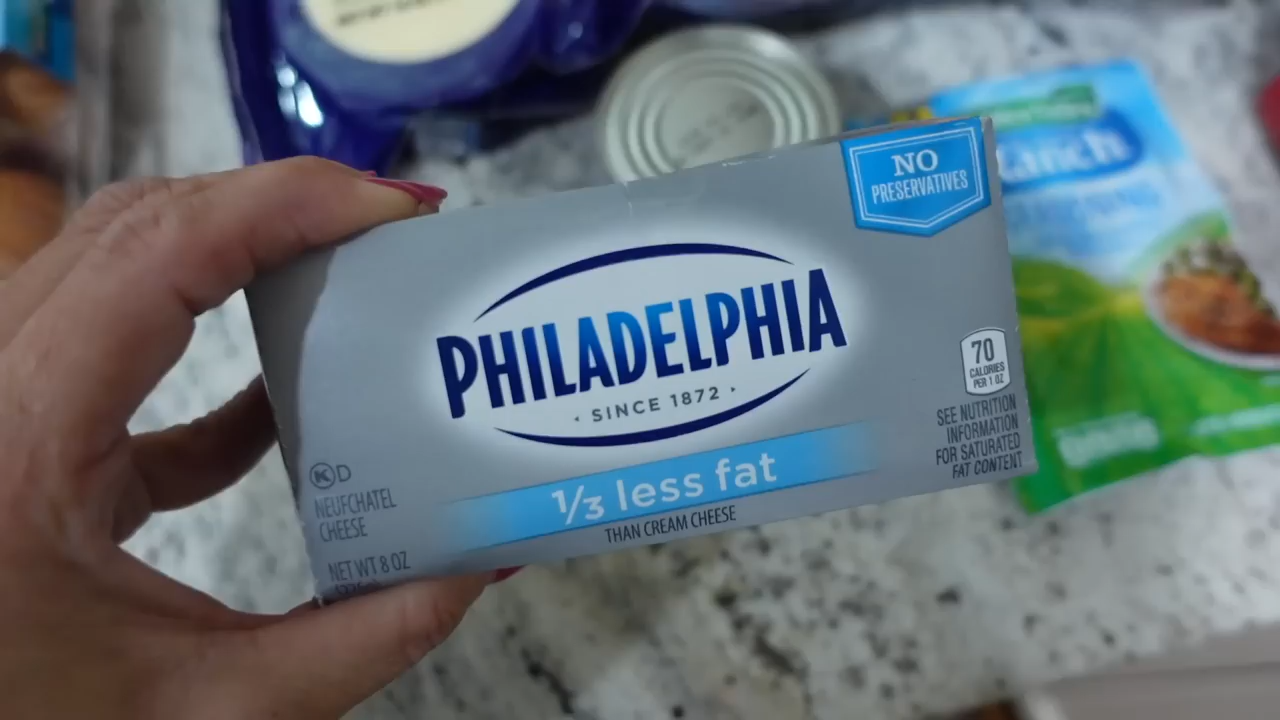 NO
PRESERVATIVES
PHILADELPHIA
SINCE 1872
1/3 less fat
THAN CREAM CHEESE
70
CALORIES
PER 1 OZ
SEE NUTRITION
INFORMATION
FOR SATURATED
FAT CONTENT
K D
NEUFCHATEL
CHEESE
NET WT 8 OZ
Ranch